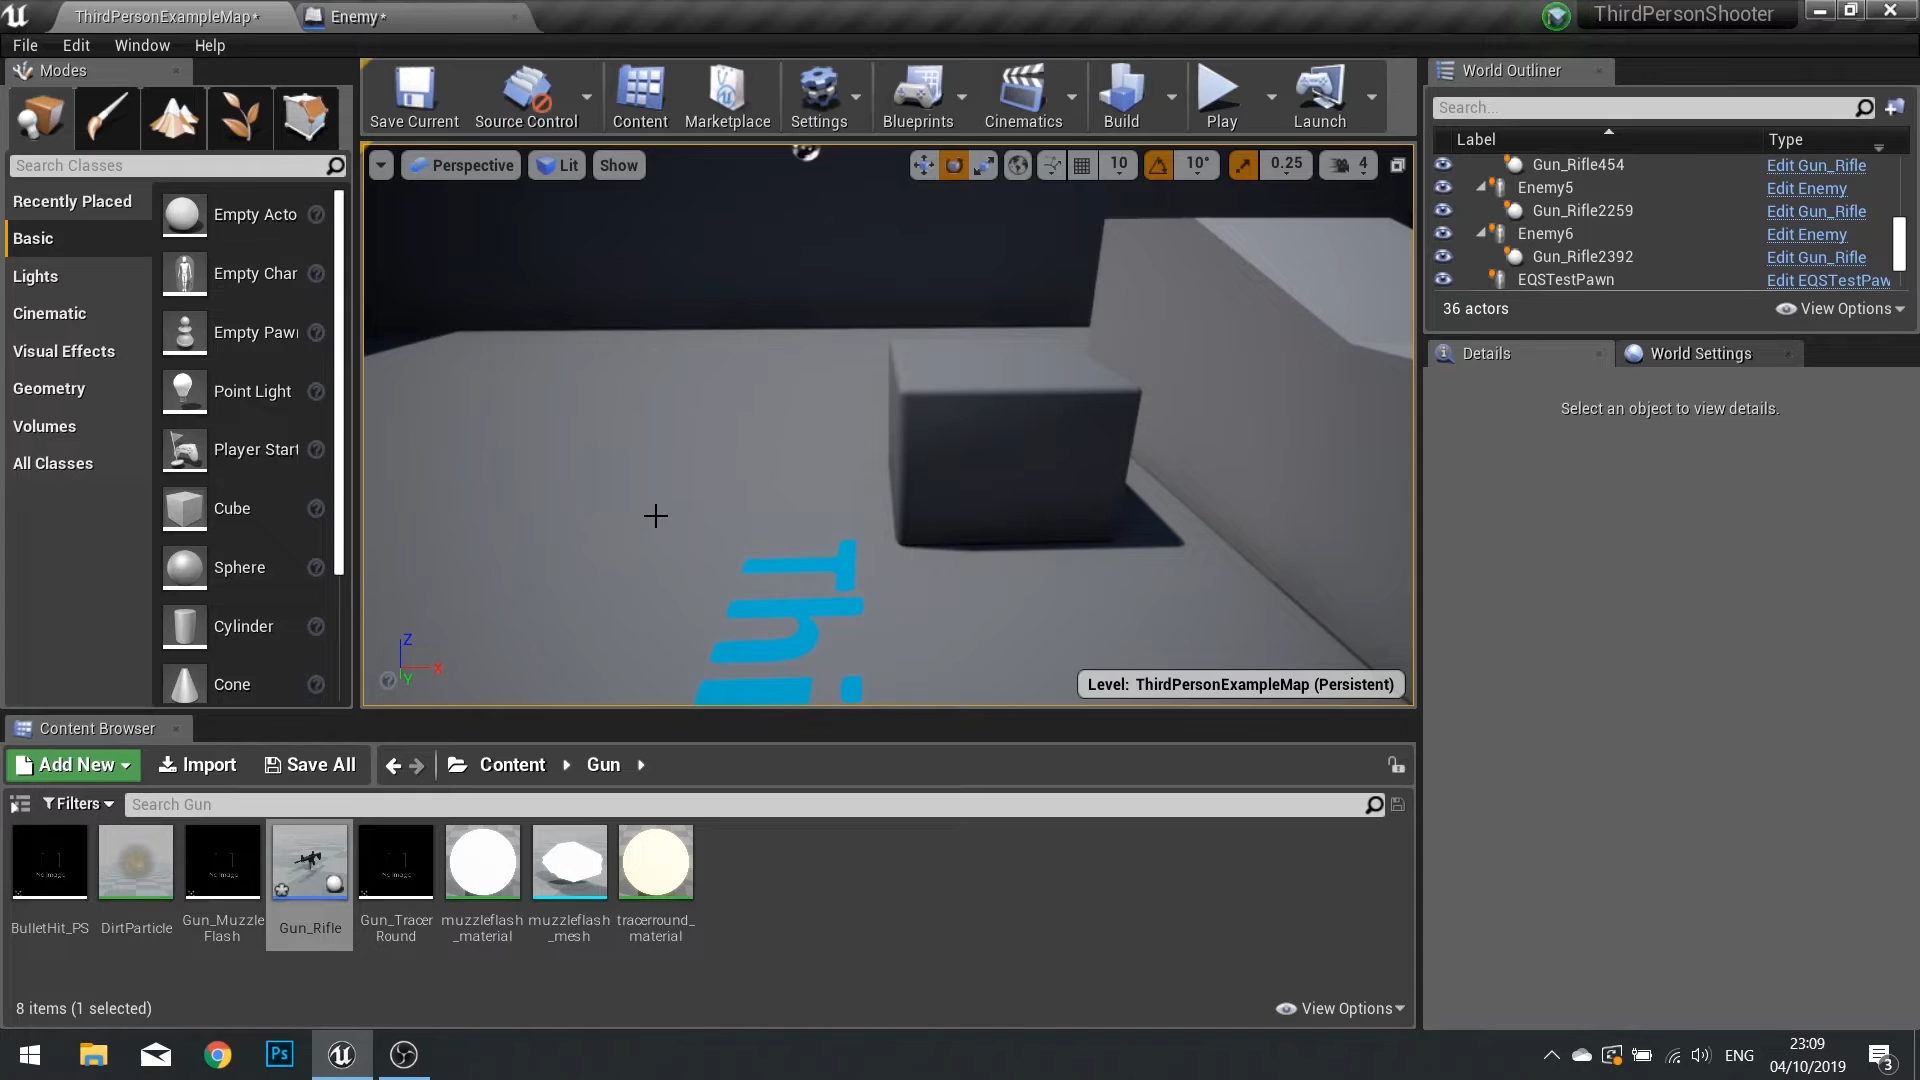 ThirdPersonExampleMap*
Enemy*
ThirdPersonShooter
File Edit Window Help
Modes
Save Current
Source Control
Content
Marketplace
Settings
Blueprints
Cinematics
Build
Play
Launch
World Outliner
Search...
Label
Type
Search Classes
Perspective
Lit
Show
10
10°
0.25
4
Gun_Rifle454 Edit Gun_Rifle
Enemy5 Edit Enemy
Gun_Rifle2259 Edit Gun_Rifle
Enemy6 Edit Enemy
Gun_Rifle2392 Edit Gun_Rifle
EQSTestPawn Edit EQSTestPaw
36 actors
View Options
Recently Placed
Basic
Lights
Cinematic
Visual Effects
Geometry
Volumes
All Classes
Empty Acto
Empty Char
Empty Paw
Point Light
Player Start
Cube
Sphere
Cylinder
Cone
Details
World Settings
Select an object to view details.
Thi
Z
X
Y
Level: ThirdPersonExampleMap (Persistent)
Content Browser
Add New
Import
Save All
Content
Gun
Filters
Search Gun
BulletHit_PS
DirtParticle
Gun_Muzzle
Flash
Gun_Rifle
Gun_Tracer
Round
muzzleflash
_material
muzzleflash
_mesh
tracerround_
material
8 items (1 selected)
View Options
Ps
ENG
23:09
04/10/2019
3